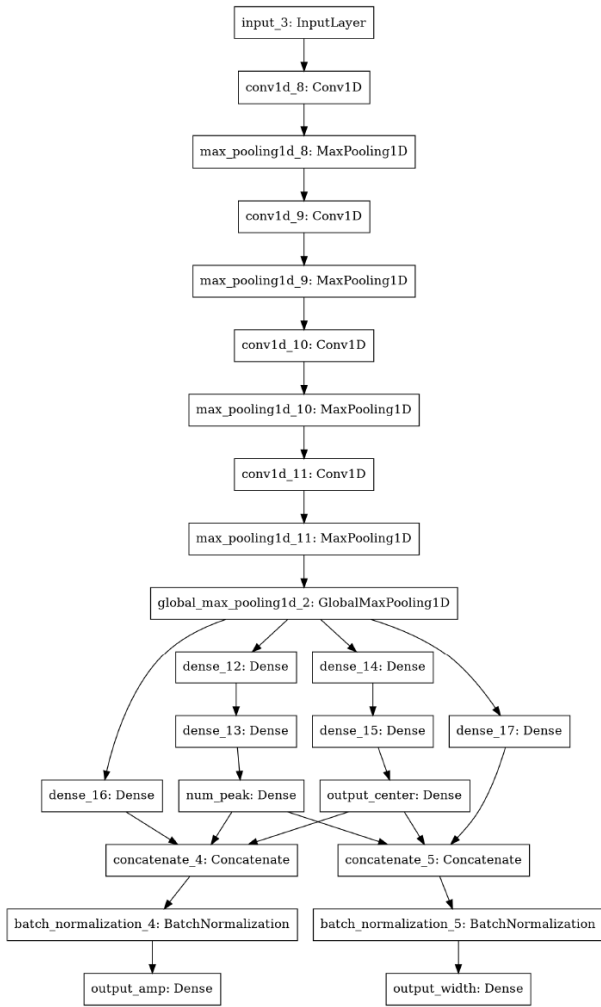 input_3: InputLayer
conv1d_8: Conv1D
max_pooling1d_8: MaxPooling1D
conv1d_9: Conv1D
max_pooling1d_9: MaxPooling1D
conv1d_10: Conv1D
max_pooling1d_10: MaxPooling1D
conv1d_11: Conv1D
max_pooling1d_11: MaxPooling1D
global_max_pooling1d_2: GlobalMaxPooling1D
dense_12: Dense
dense_14: Dense
dense_13: Dense
dense_15: Dense
dense_17: Dense
dense_16: Dense
num_peak: Dense
output_center: Dense
concatenate_4: Concatenate
concatenate_5: Concatenate
batch_normalization_4: BatchNormalization
batch_normalization_5: BatchNormalization
output_amp: Dense
output_width: Dense